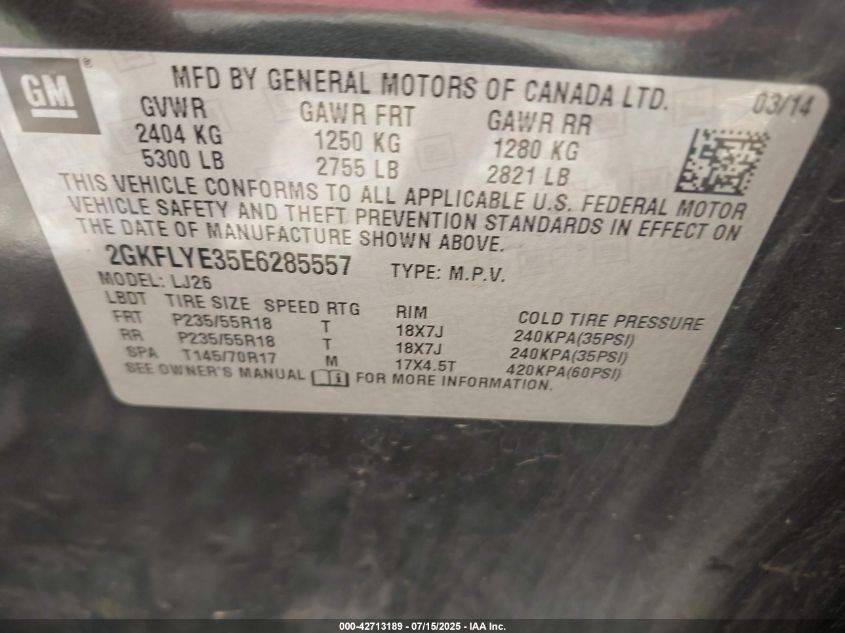 GM ®
MFD BY GENERAL MOTORS OF CANADA LTD. 03/14
GVWR GAWR FRT GAWR RR
2404 KG 1250 KG 1280 KG
5300 LB 2755 LB 2821 LB
THIS VEHICLE CONFORMS TO ALL APPLICABLE U.S. FEDERAL MOTOR
VEHICLE SAFETY AND THEFT PREVENTION STANDARDS IN EFFECT ON
THE DATE OF MANUFACTURE SHOWN ABOVE.
2GKFLYE35E6285557 TYPE: M.P.V.
MODEL: LJ26
LBDT TIRE SIZE SPEED RTG RIM COLD TIRE PRESSURE
FRT P235/55R18 T 18X7J 240KPA(35PSI)
RR P235/55R18 T 18X7J 240KPA(35PSI)
SPA T145/70R17 M 17X4.5T 420KPA(60PSI)
SEE OWNER'S MANUAL FOR MORE INFORMATION.
000-42713189 - 07/15/2025 - IAA Inc.